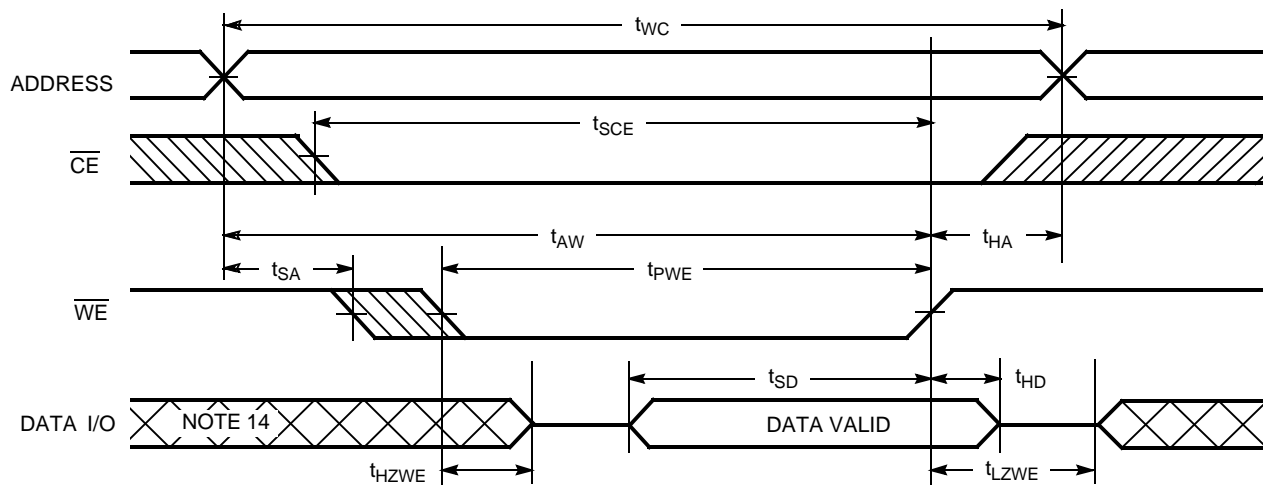 tWC
ADDRESS
tSCE
CE
tAW
tHA
tSA
tPWE
WE
tSD
tHD
DATA I/O
NOTE 14
DATA VALID
tHZWE
tLZWE